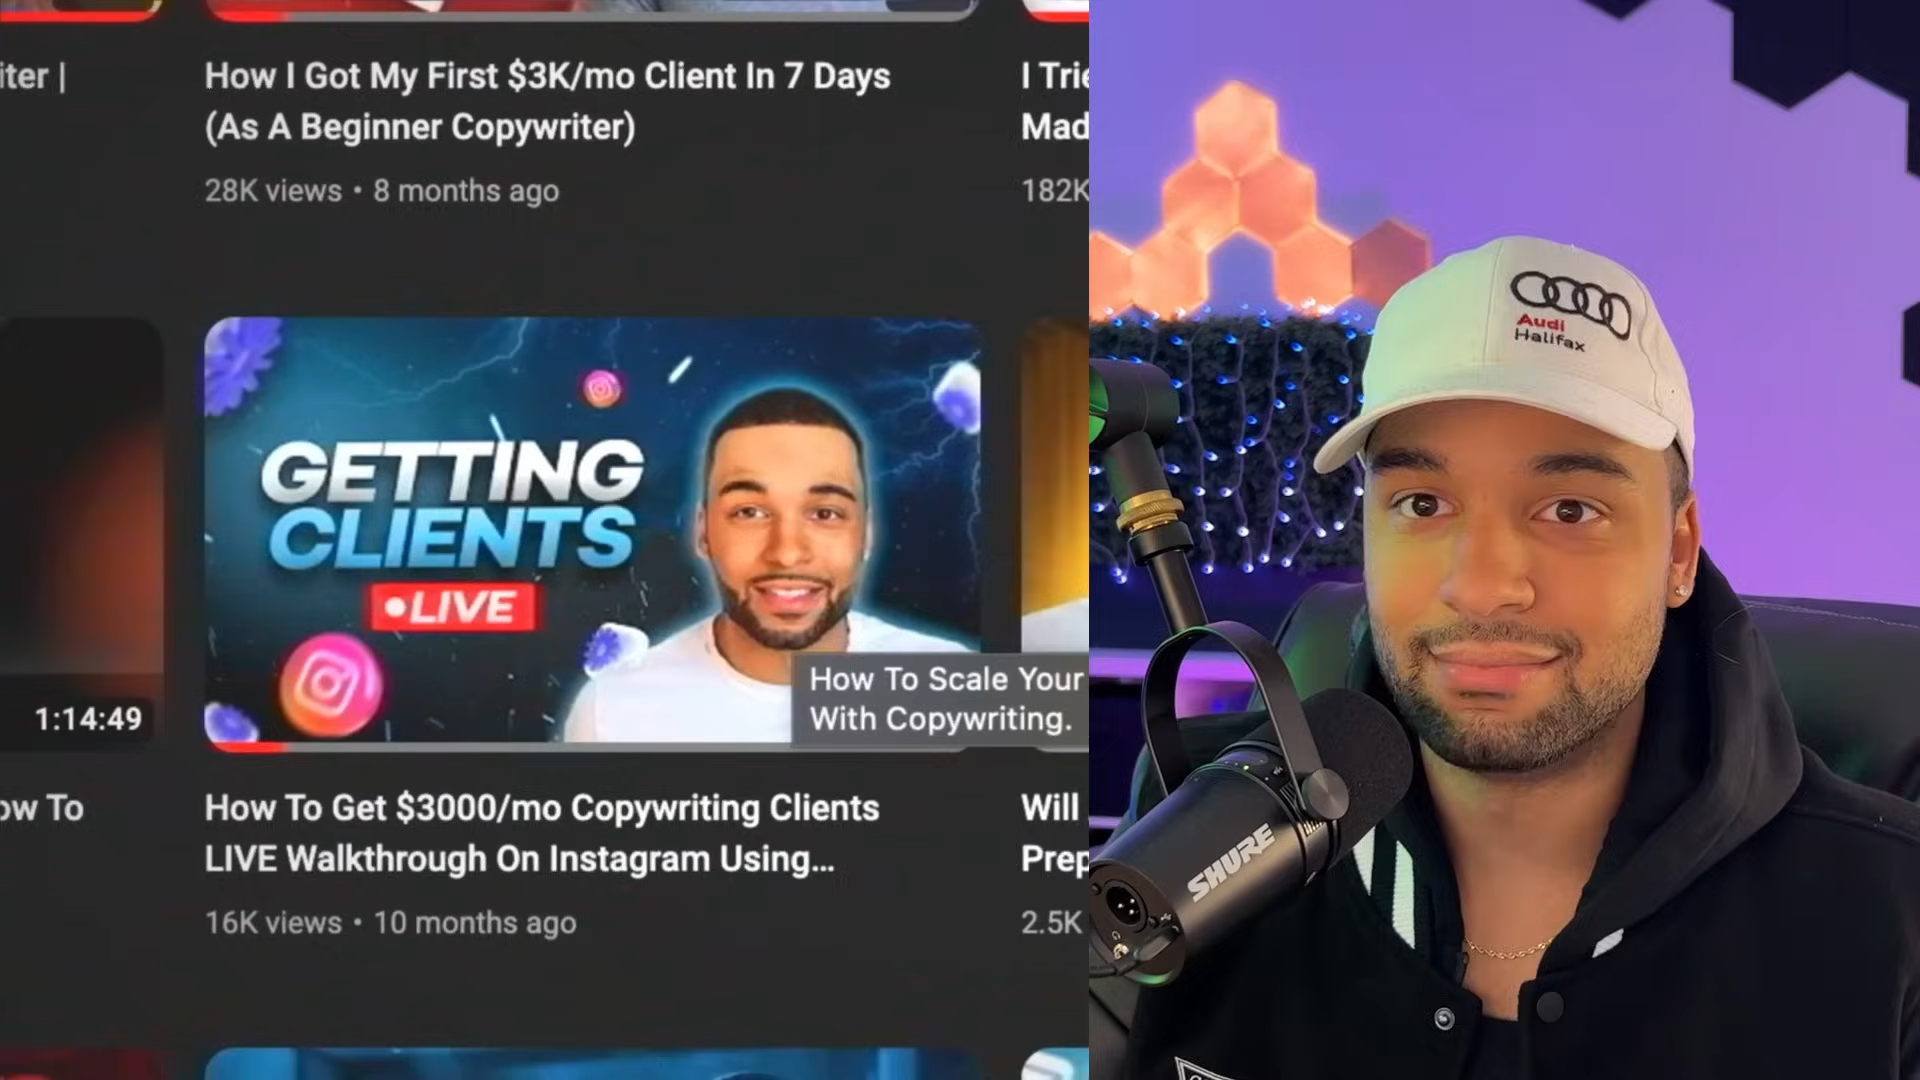 iter |
How I Got My First $3K/mo Client In 7 Days
(As A Beginner Copywriter)
28K views • 8 months ago
I Trie
Mad
182K
GETTING
CLIENTS
LIVE
How To Scale Your
With Copywriting.
1:14:49
ow To
How To Get $3000/mo Copywriting Clients
LIVE Walkthrough On Instagram Using...
16K views • 10 months ago
Will
Prep
2.5K
Audi
Halifax
SHURE